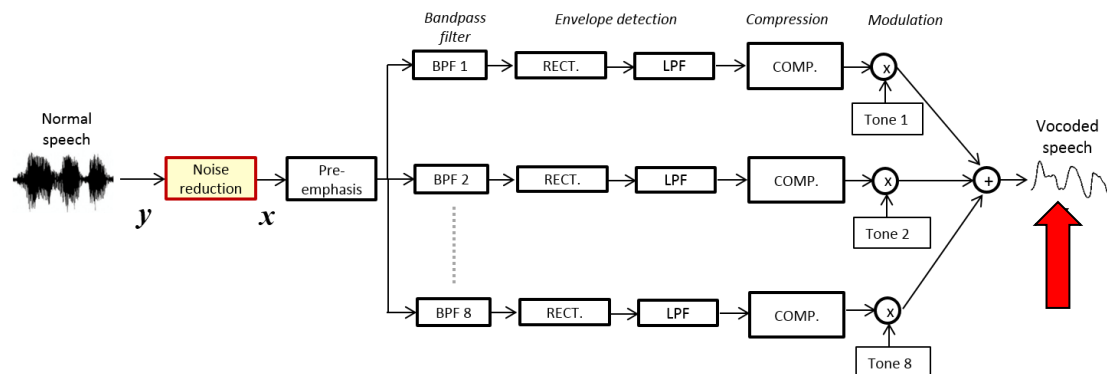 Bandpass
filter
Envelope detection
Compression
Modulation
BPF 1
RECT.
LPF
COMP.
x
Tone 1
Normal
speech
Vocoded
speech
Noise
reduction
Pre-
emphasis
BPF 2
RECT.
LPF
COMP.
x
+
y
x
Tone 2
BPF 8
RECT.
LPF
COMP.
x
Tone 8